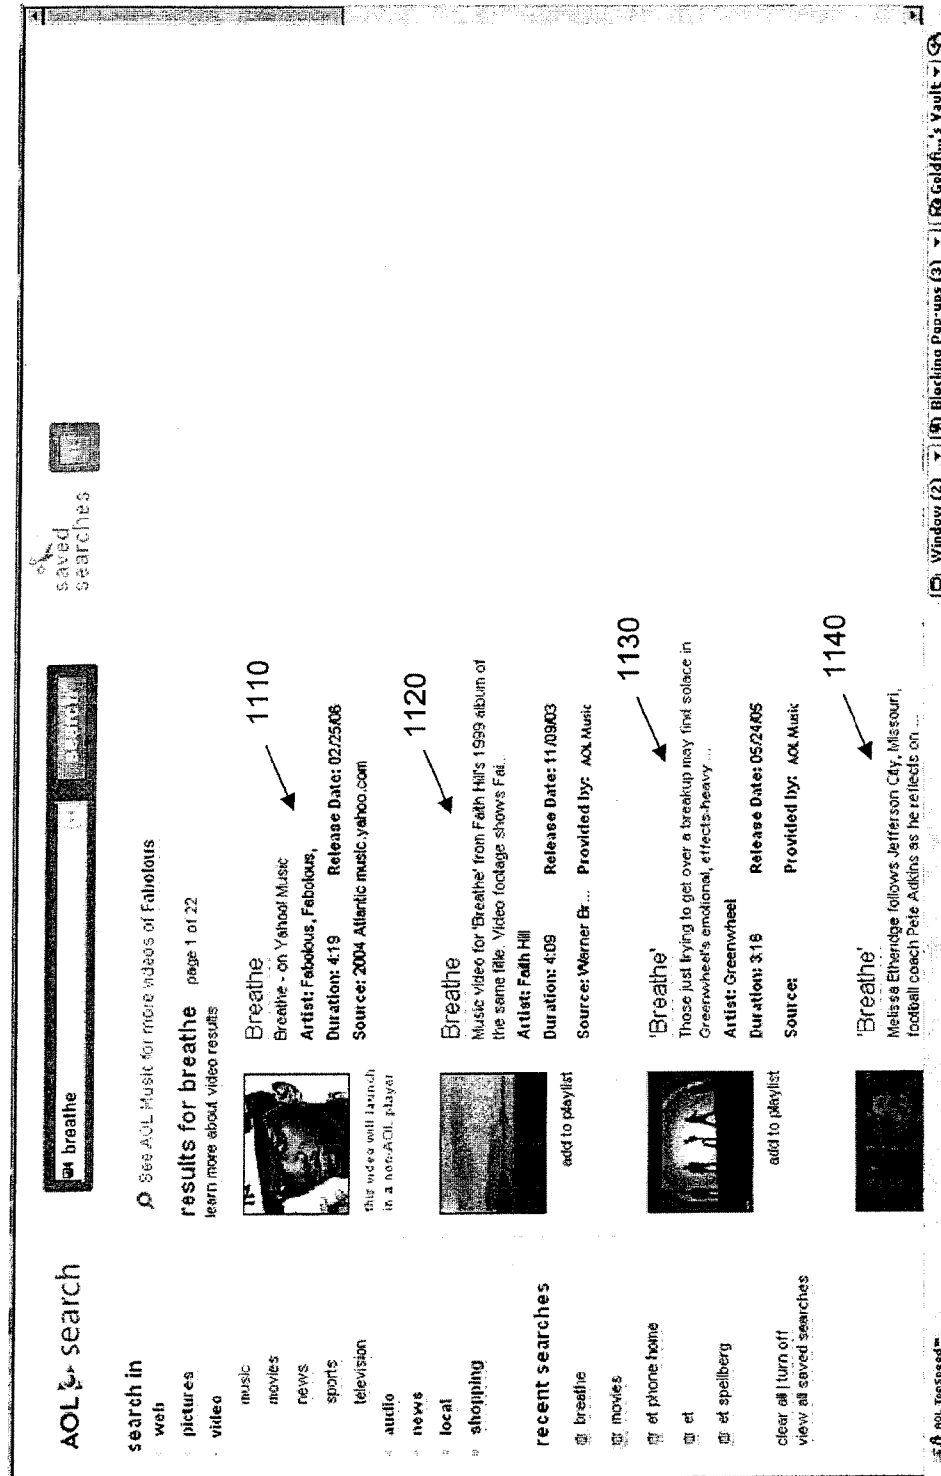 AOL search
breathe
saved
searches
search in
web
pictures
video
music
movies
news
sports
television
audio
news
local
shopping
recent searches
breathe
movies
et phone home
et
et spellberg
clear all | turn off
view all saved searches
See AOL Music for more videos of Fabolous
results for breathe page 1 of 22
learn more about video results
this video will launch
in a non-AOL player
Breathe
Breathe - on Yahoo! Music
Artist: Fabolous, Fabolous,
Duration: 4:19 Release Date: 02/25/06
Source: 2004 Atlantic music.yahoo.com
1110
add to playlist
Breathe
Music video for 'Breathe' from Faith Hill's 1999 album of
the same title. Video footage shows Fai...
Artist: Faith Hill
Duration: 4:09 Release Date: 11/09/03
Source: Warner Br... Provided by: AOL Music
1120
add to playlist
'Breathe'
Those just trying to get over a breakup may find solace in
Greenwheel's emotional, effects-heavy ...
Artist: Greenwheel
Duration: 3:16 Release Date: 05/24/05
Source: Provided by: AOL Music
1130
'Breathe'
Melissa Etheridge follows Jefferson City, Missouri,
football coach Pete Adkins as he reflects on ...
1140
AOL TopSpeed™
Window (2) Blocking Pop-ups (3) Goldfi...'s Vault